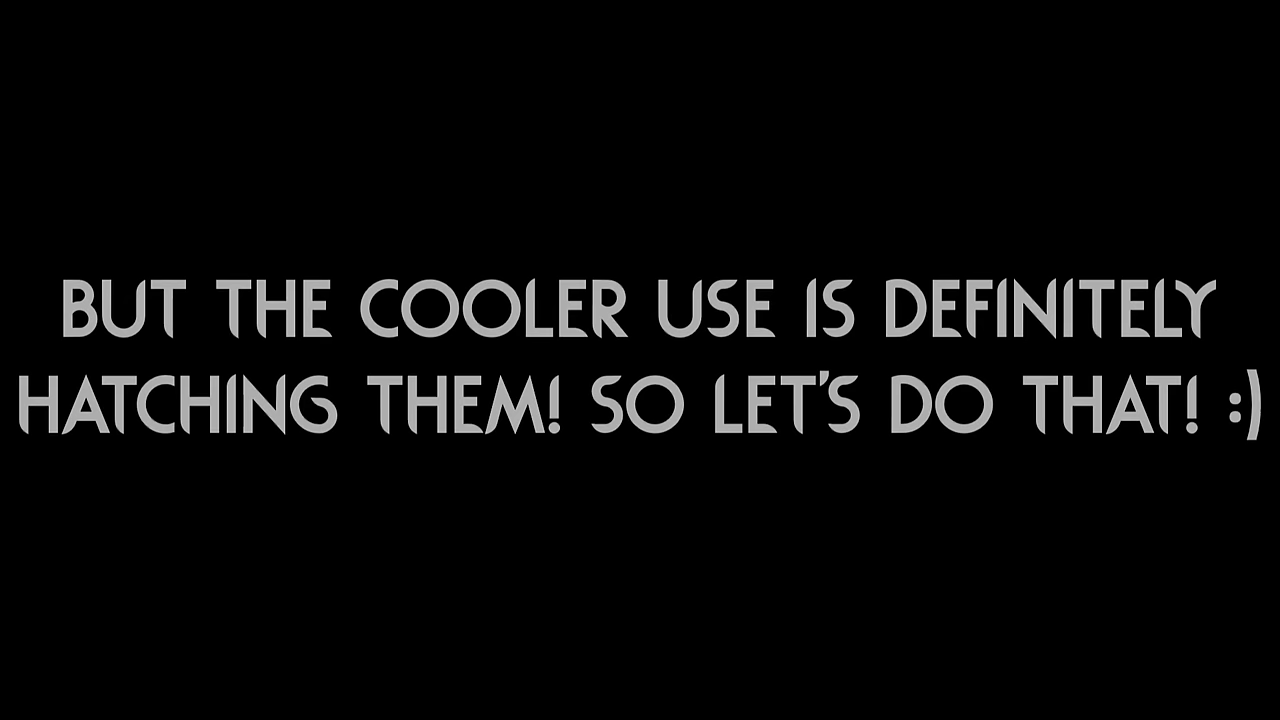 BUT THE COOLER USE IS DEFINITELY
HATCHING THEM! SO LET'S DO THAT! :)